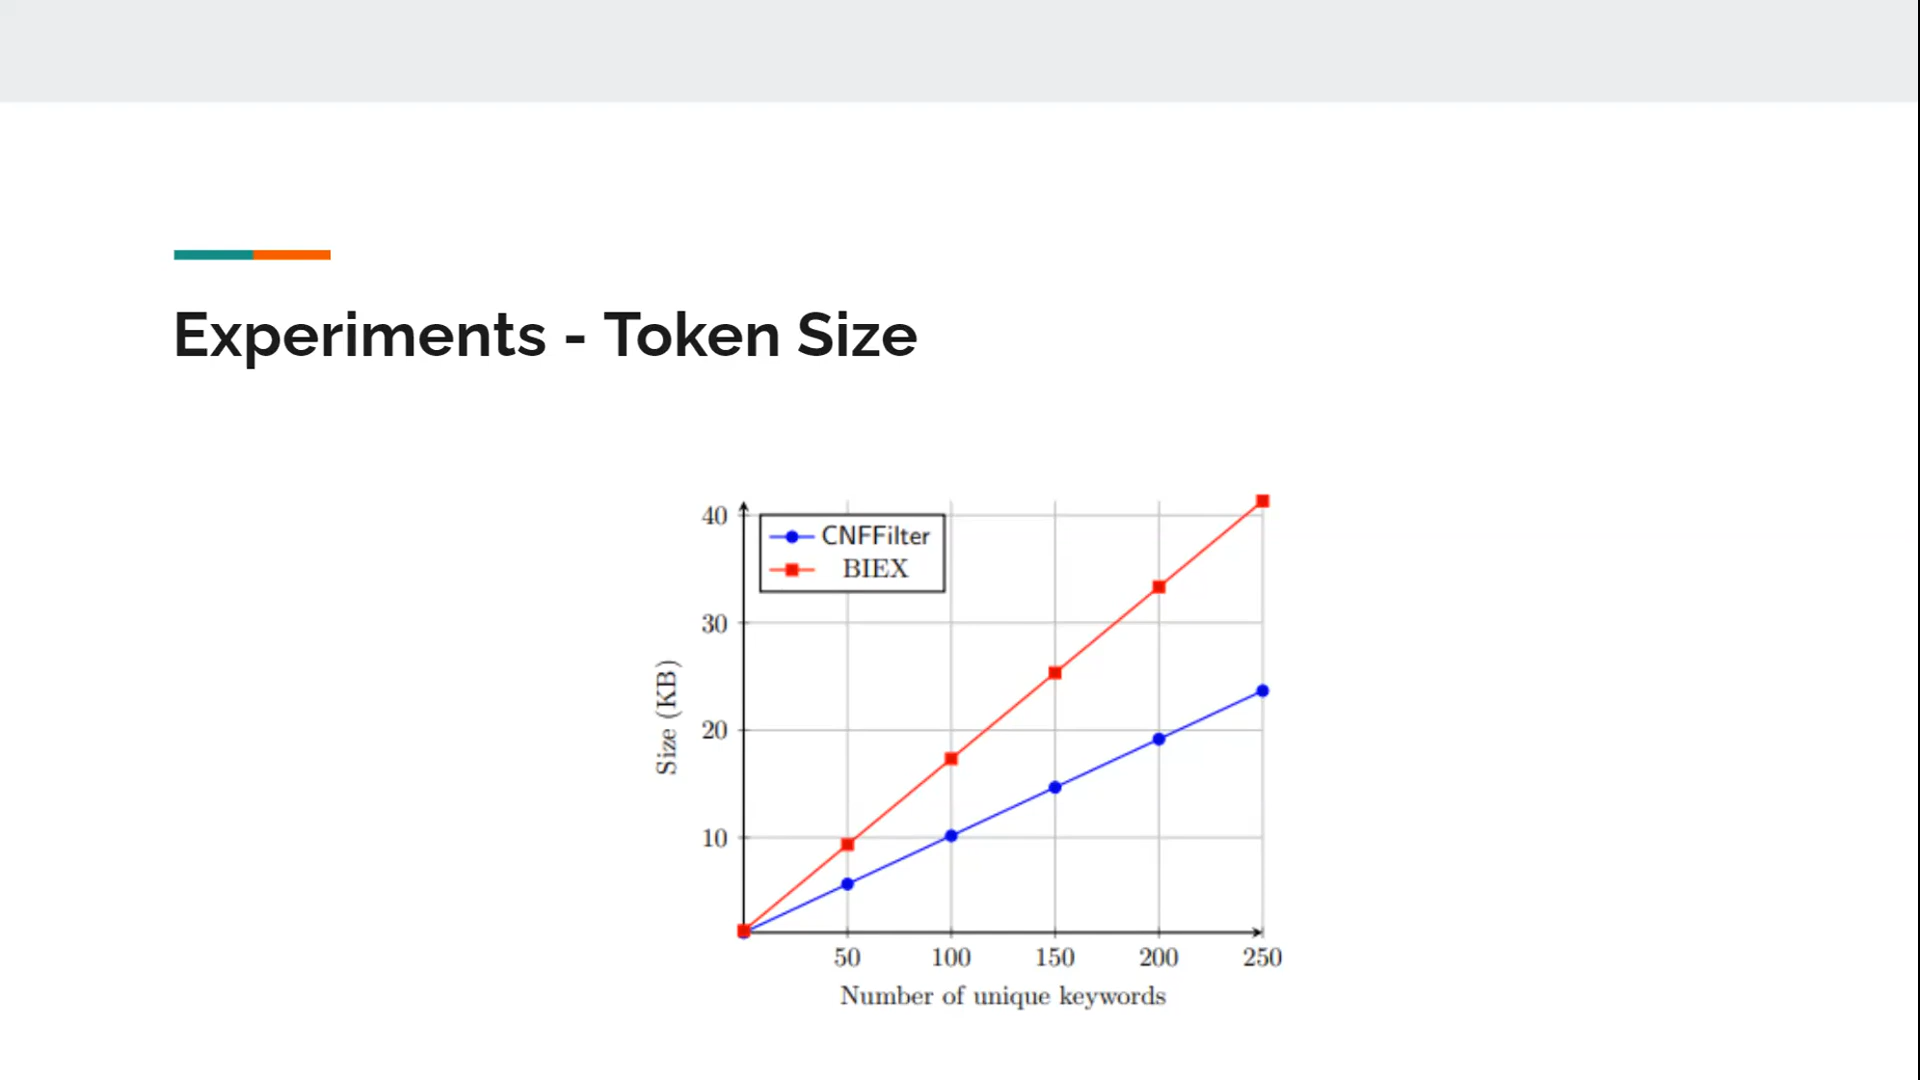 Experiments - Token Size
CNFFilter
BIEX
40
30
20
10
Size (KB)
50 100 150 200 250
Number of unique keywords